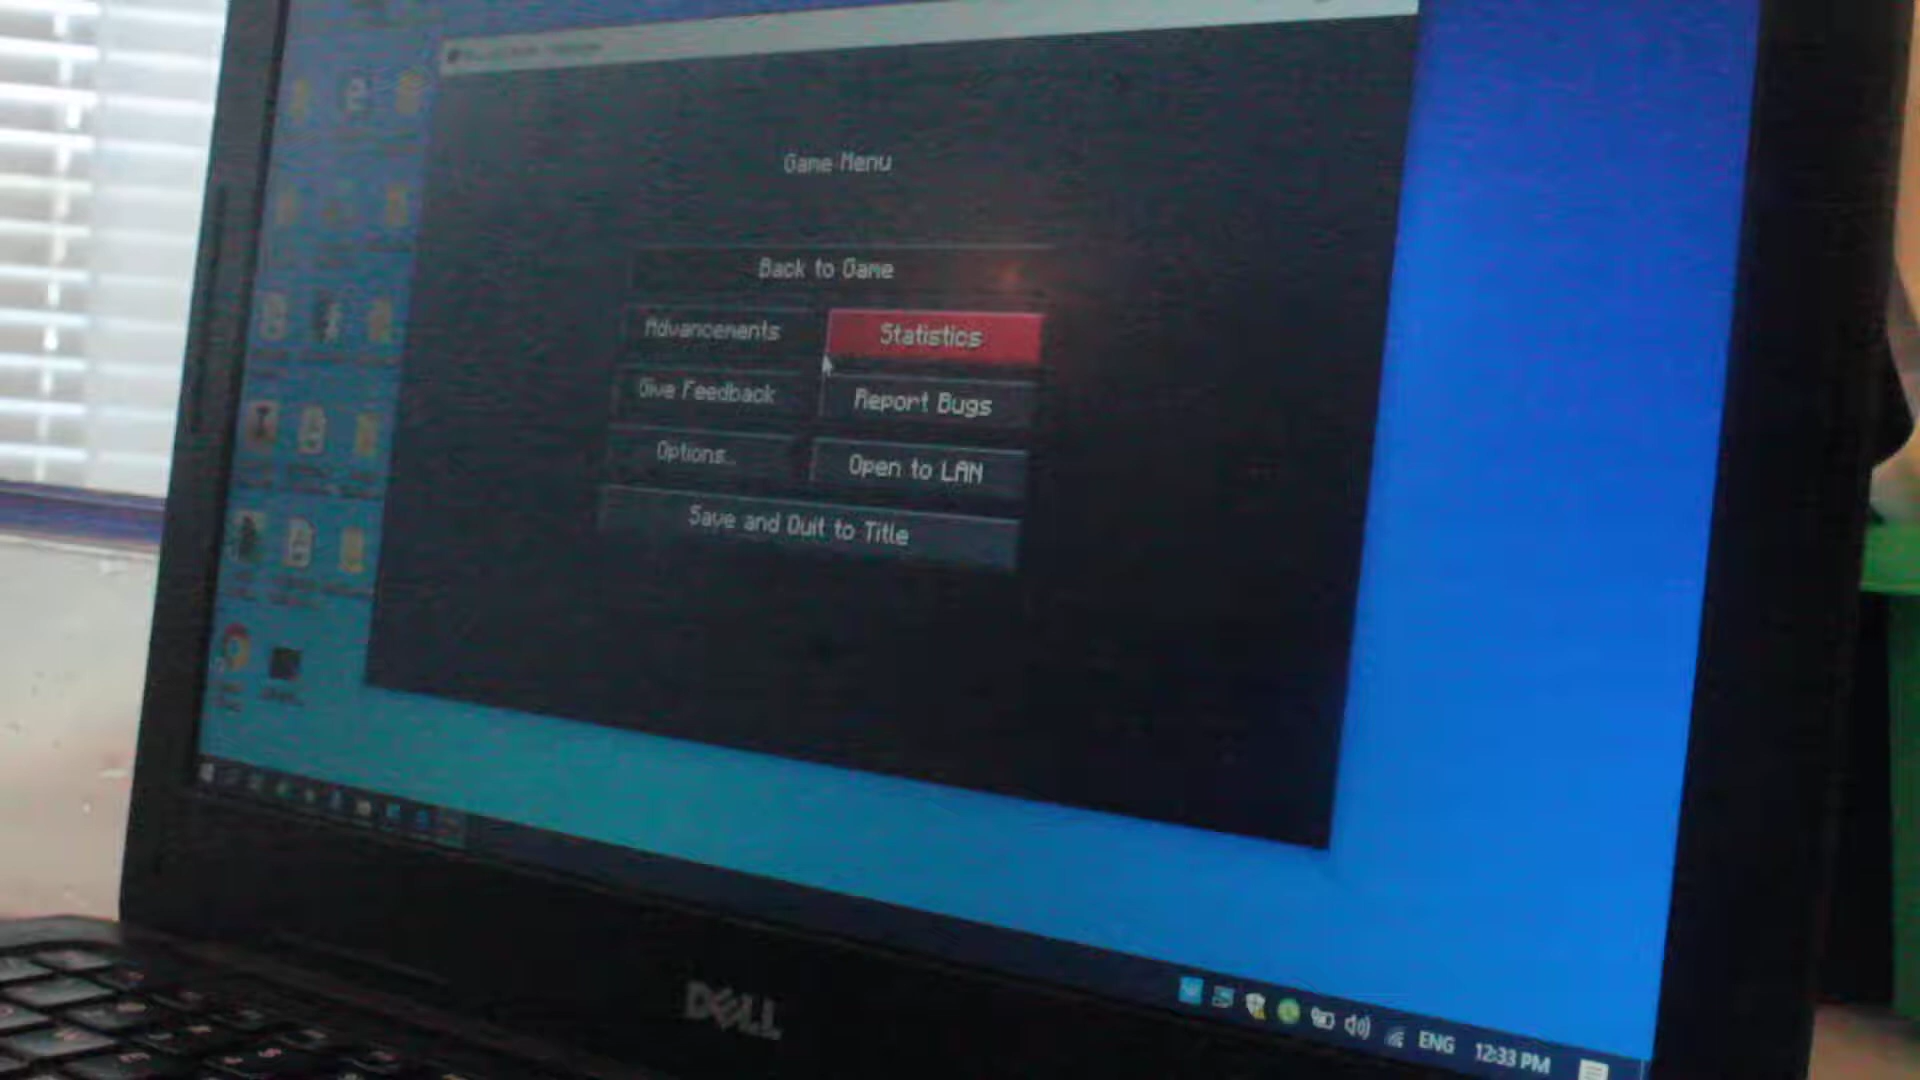 Game Menu
Back to Game
Advancements
Statistics
Give Feedback
Report Bugs
Options...
Open to LAN
Save and Quit to Title
DELL
ENG
12:33 PM